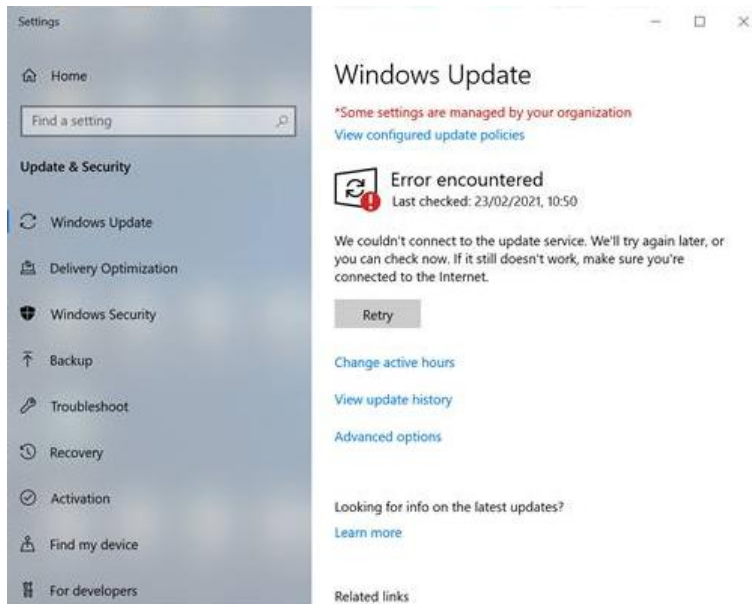 Settings
Home
Find a setting
Update & Security
Windows Update
Delivery Optimization
Windows Security
Backup
Troubleshoot
Recovery
Activation
Find my device
For developers
Windows Update
*Some settings are managed by your organization
View configured update policies
Error encountered
Last checked: 23/02/2021, 10:50
We couldn't connect to the update service. We'll try again later, or
you can check now. If it still doesn't work, make sure you're
connected to the Internet.
Retry
Change active hours
View update history
Advanced options
Looking for info on the latest updates?
Learn more
Related links